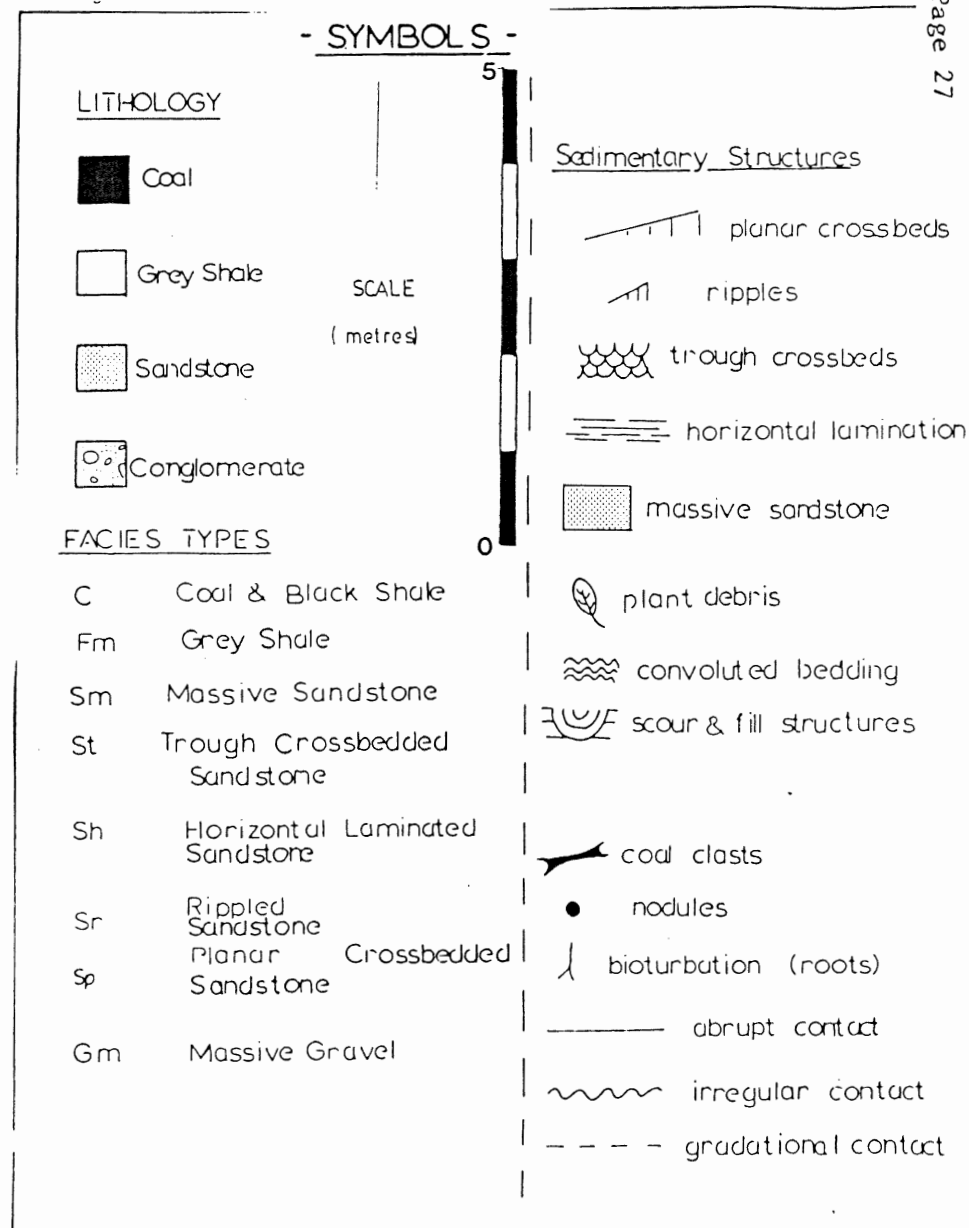 Page 27
- SYMBOLS -
LITHOLOGY
Coal
Grey Shale
Sandstone
Conglomerate
SCALE
(metres)
5
0
FACIES TYPES
C Coal & Black Shale
Fm Grey Shale
Sm Massive Sandstone
St Trough Crossbedded
Sandstone
Sh Horizontal Laminated
Sandstone
Sr Rippled
Sandstone
Planar Crossbedded
Sp Sandstone
Gm Massive Gravel
Sedimentary Structures
planar crossbeds
ripples
trough crossbeds
horizontal lamination
massive sandstone
plant debris
convoluted bedding
scour & fill structures
coal clasts
nodules
bioturbation (roots)
abrupt contact
irregular contact
gradational contact